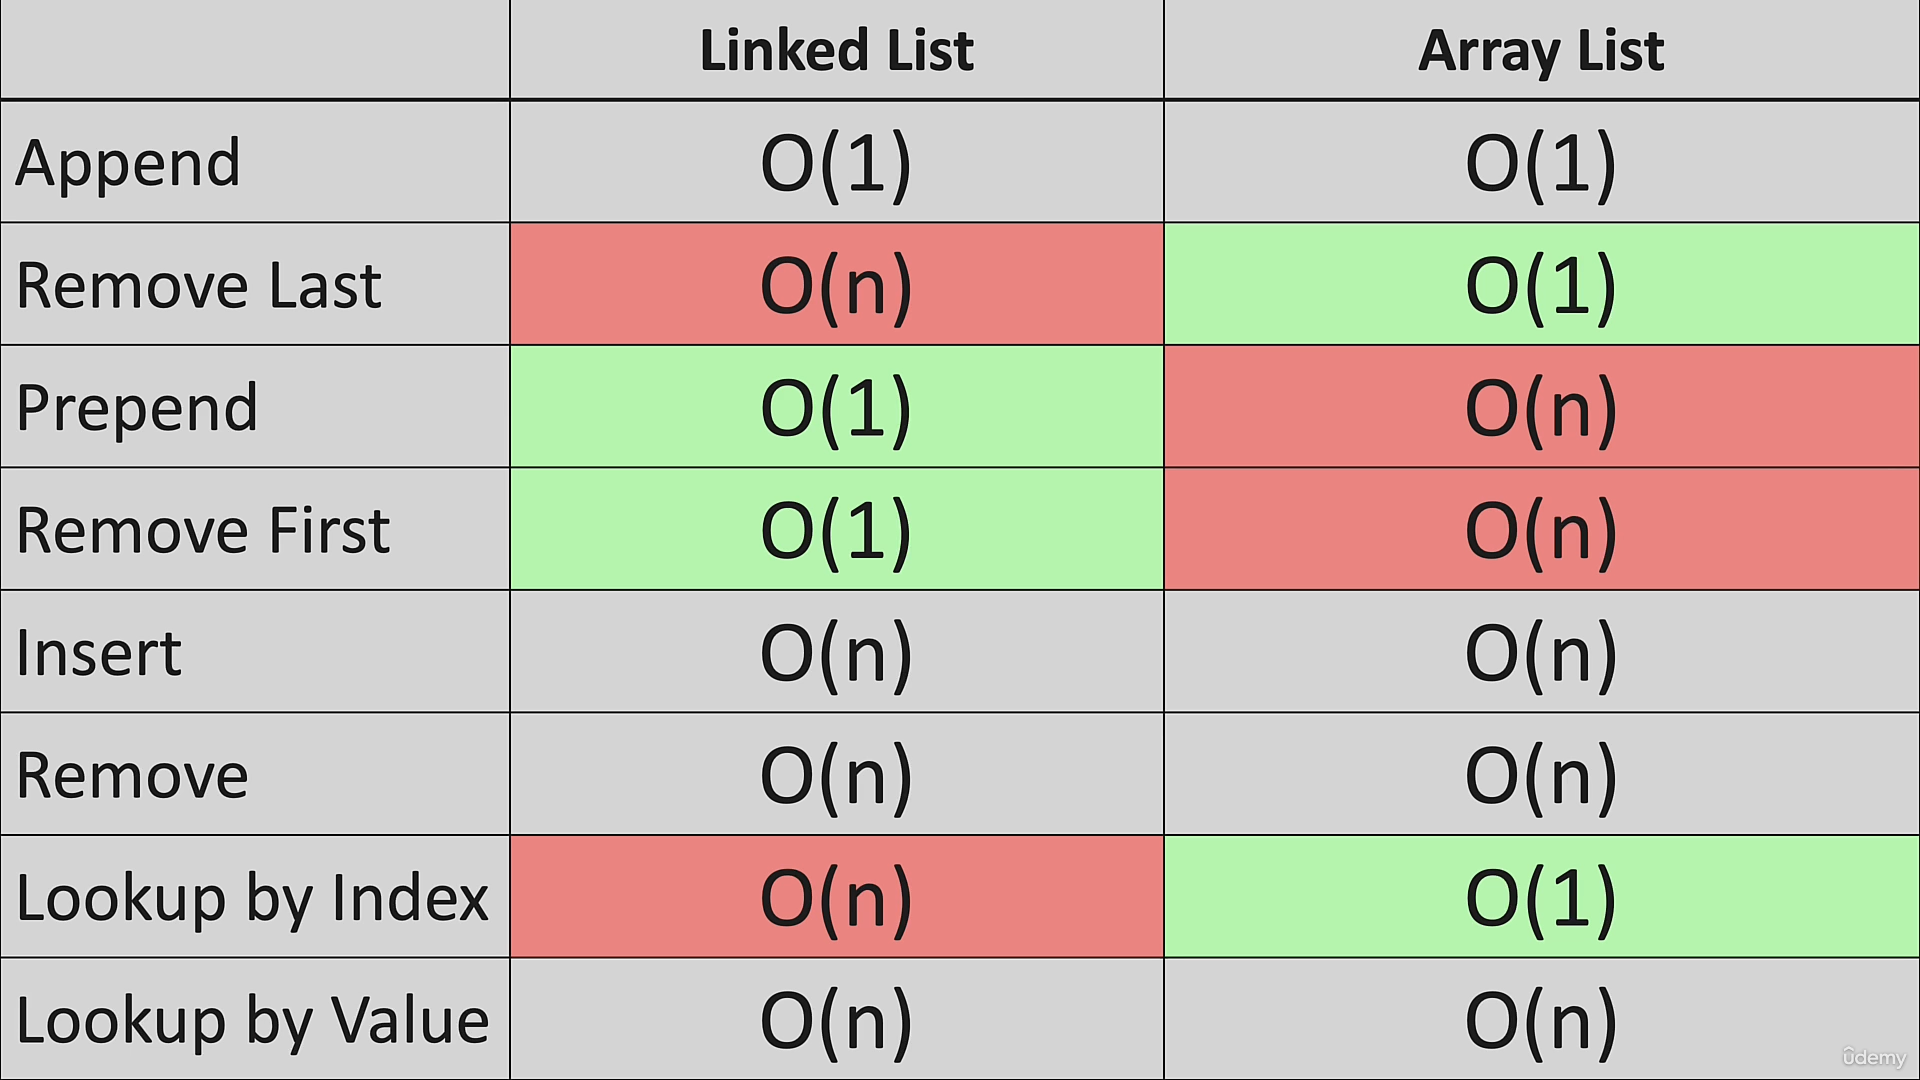 Linked List Array List
Append O(1) O(1)
Remove Last O(n) O(1)
Prepend O(1) O(n)
Remove First O(1) O(n)
Insert O(n) O(n)
Remove O(n) O(n)
Lookup by Index O(n) O(1)
Lookup by Value O(n) O(n)
ûdemy